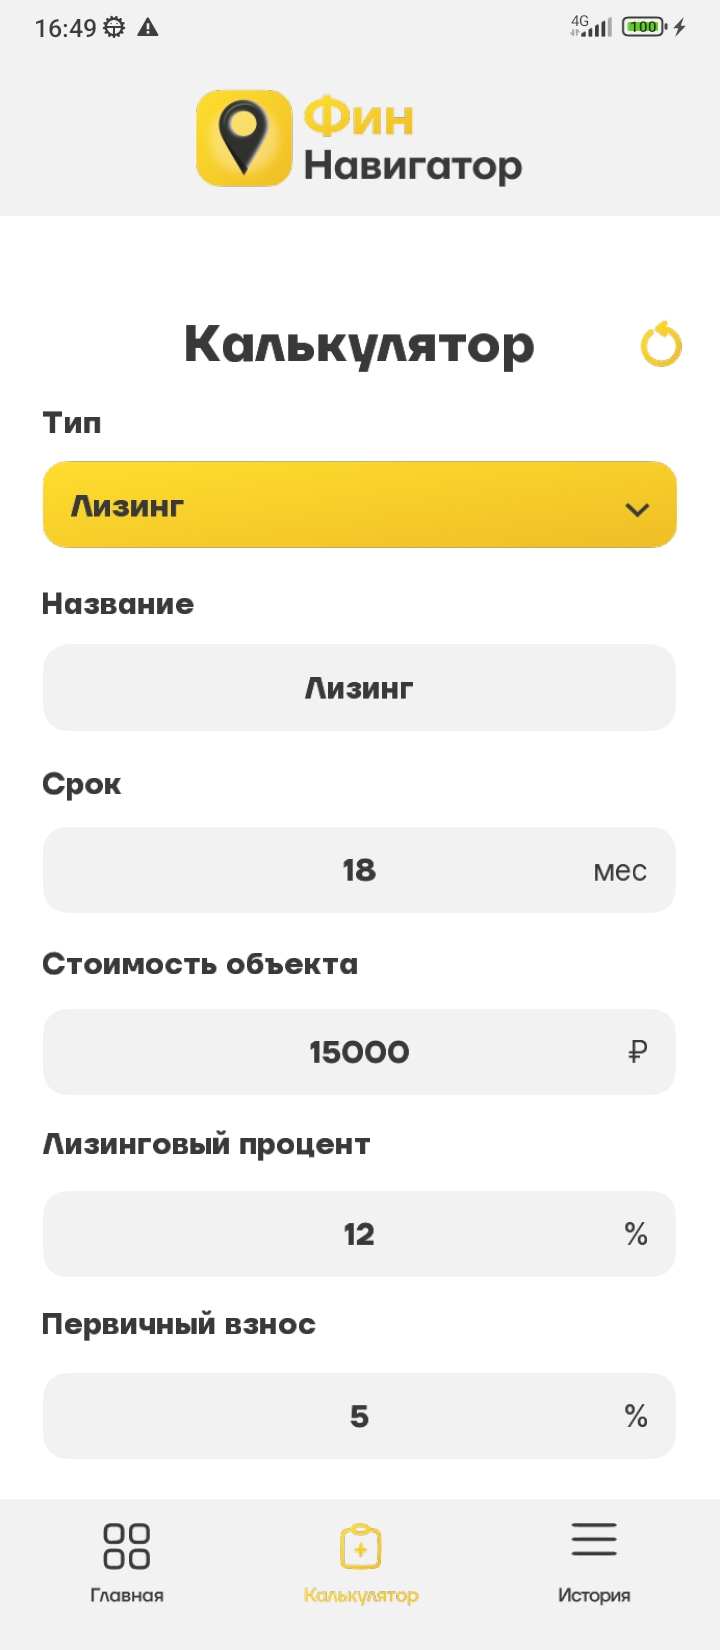 16:49
4G
100
Фин
Навигатор
Калькулятор
Тип
Лизинг
Название
Лизинг
Срок
18 мес
Стоимость объекта
15000 ₽
Лизинговый процент
12 %
Первичный взнос
5 %
Главная
Калькулятор
История